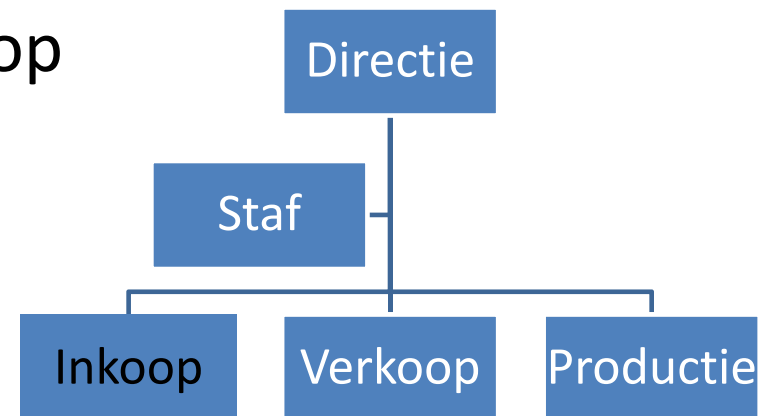 op
Directie
Staf
Inkoop
Verkoop
Productie